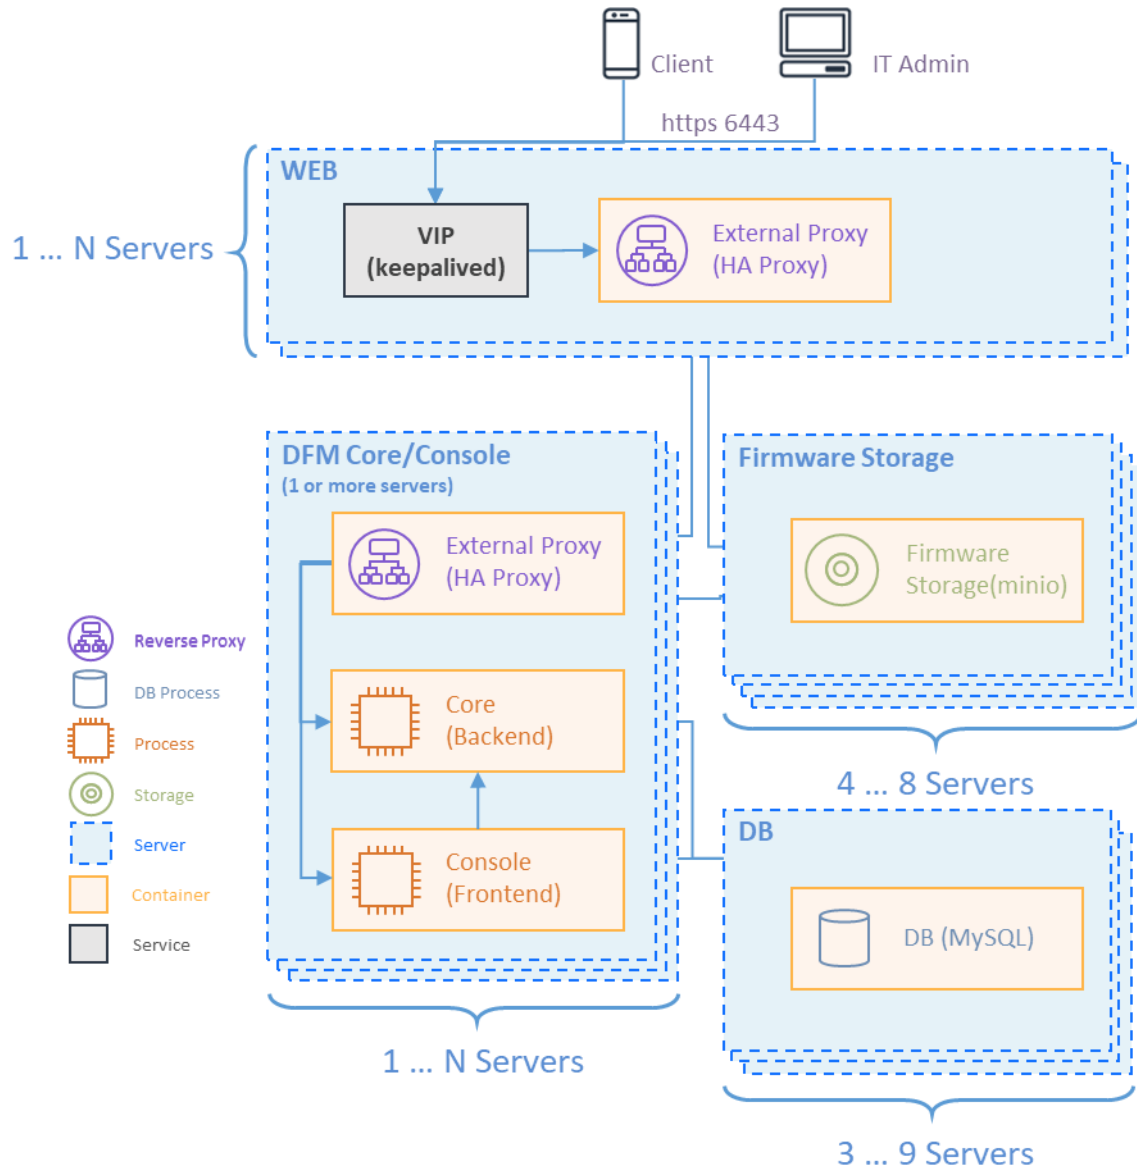 Client
IT Admin
https 6443
WEB
1 ... N Servers
VIP
(keepalived)
External Proxy
(HA Proxy)
DFM Core/Console
(1 or more servers)
External Proxy
(HA Proxy)
Core
(Backend)
Console
(Frontend)
1 ... N Servers
Firmware Storage
Firmware
Storage(minio)
4 ... 8 Servers
DB
DB (MySQL)
3 ... 9 Servers
Reverse Proxy
DB Process
Process
Storage
Server
Container
Service